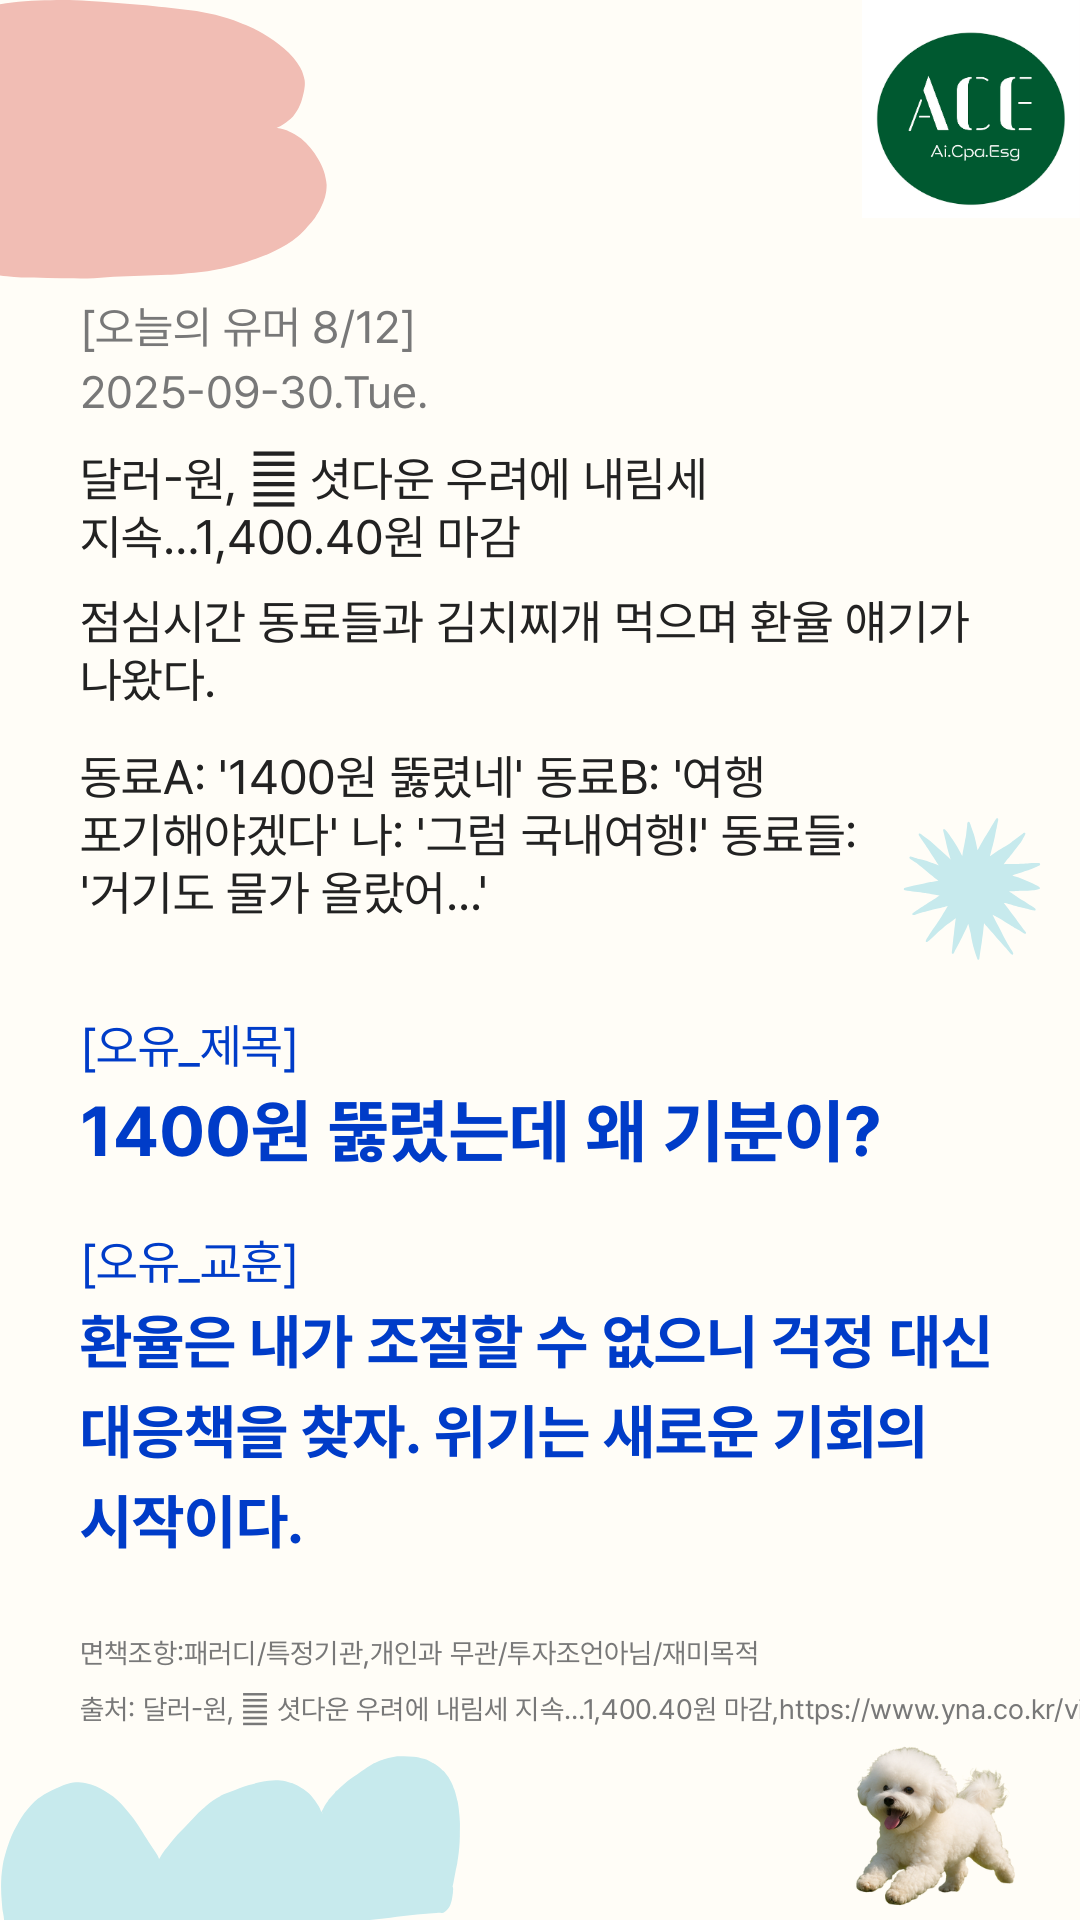 ACE
Ai.Cpa.Esg
[오늘의 유머 8/12]
2025-09-30.Tue.
달러-원, 셧다운 우려에 내림세
지속...1,400.40원 마감
점심시간 동료들과 김치찌개 먹으며 환율 얘기가
나왔다.
동료A: '1400원 뚫렸네' 동료B: '여행
포기해야겠다' 나: '그럼 국내여행!' 동료들:
'거기도 물가 올랐어...'
[오유_제목]
1400원 뚫렸는데 왜 기분이?
[오유_교훈]
환율은 내가 조절할 수 없으니 걱정 대신
대응책을 찾자. 위기는 새로운 기회의
시작이다.
면책조항:패러디/특정기관,개인과 무관/투자조언아님/재미목적
출처: 달러-원, 셧다운 우려에 내림세 지속...1,400.40원 마감,https://www.yna.co.kr/vi